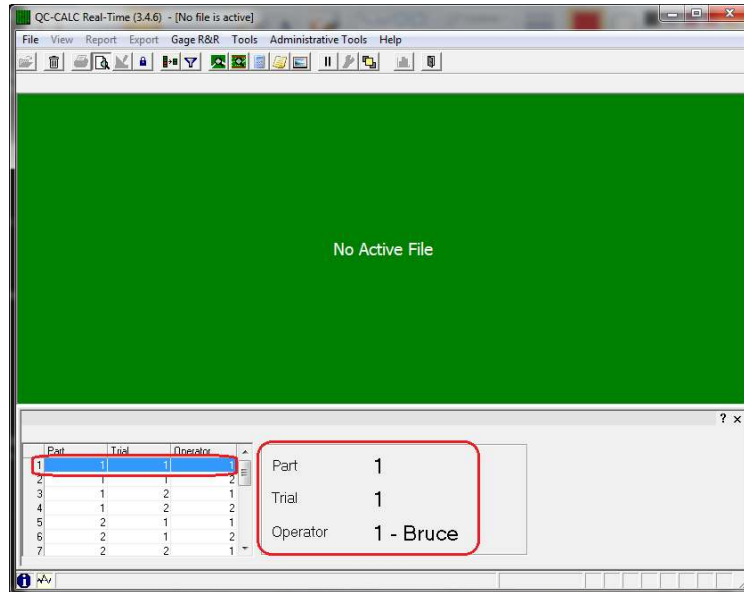 QC-CALC Real-Time (3.4.6) - [No file is active]
File View Report Export Gage R&R Tools Administrative Tools Help
No Active File
? ×
Part Trial Operator
1 1 1 1
2 1 1 2
3 1 2 1
4 1 2 2
5 2 1 1
6 2 1 2
7 2 2 1
Part 1
Trial 1
Operator 1 - Bruce